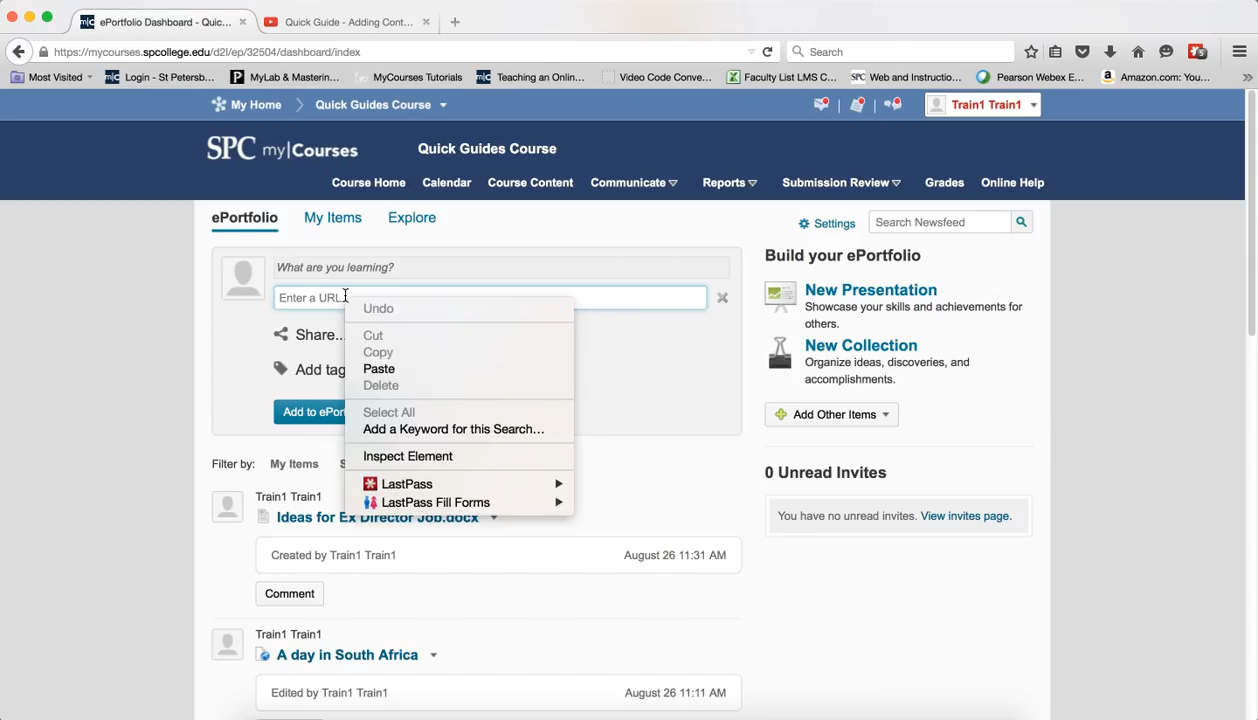 ePortfolio Dashboard - Quic...
Quick Guide - Adding Cont...
https://mycourses.spcollege.edu/d2l/ep/32504/dashboard/index
Search
Most Visited
Login - St Petersb...
MyLab & Masterin...
MyCourses Tutorials
Teaching an Onlin...
Video Code Conve...
Faculty List LMS C...
Web and Instructio...
Pearson Webex E...
Amazon.com: You...
My Home
Quick Guides Course
Train1 Train1
SPC my|Courses
Quick Guides Course
Course Home
Calendar
Course Content
Communicate
Reports
Submission Review
Grades
Online Help
ePortfolio
My Items
Explore
Settings
Search Newsfeed
What are you learning?
Enter a URL
Share...
Add tag
Add to ePort
Undo
Cut
Copy
Paste
Delete
Select All
Add a Keyword for this Search...
Inspect Element
LastPass
LastPass Fill Forms
Build your ePortfolio
New Presentation
Showcase your skills and achievements for
others.
New Collection
Organize ideas, discoveries, and
accomplishments.
Add Other Items
0 Unread Invites
You have no unread invites. View invites page.
Filter by:
My Items
S
Train1 Train1
Ideas for Ex Director Job.docx
Created by Train1 Train1
August 26 11:31 AM
Comment
Train1 Train1
A day in South Africa
Edited by Train1 Train1
August 26 11:11 AM